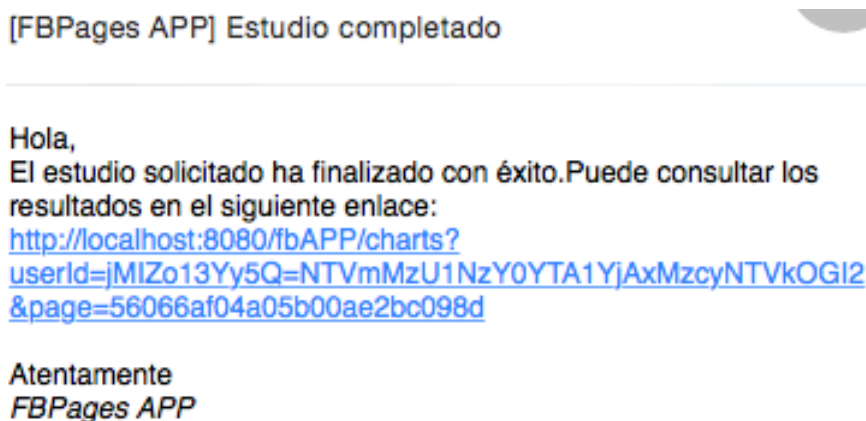 [FBPages APP] Estudio completado
Hola,
El estudio solicitado ha finalizado con éxito.Puede consultar los
resultados en el siguiente enlace:
http://localhost:8080/fbAPP/charts?
userId=jMIZo13Yy5Q=NTVmMzU1NzY0YTA1YjAxMzcyNTVkOGI2
&page=56066af04a05b00ae2bc098d
Atentamente
FBPages APP